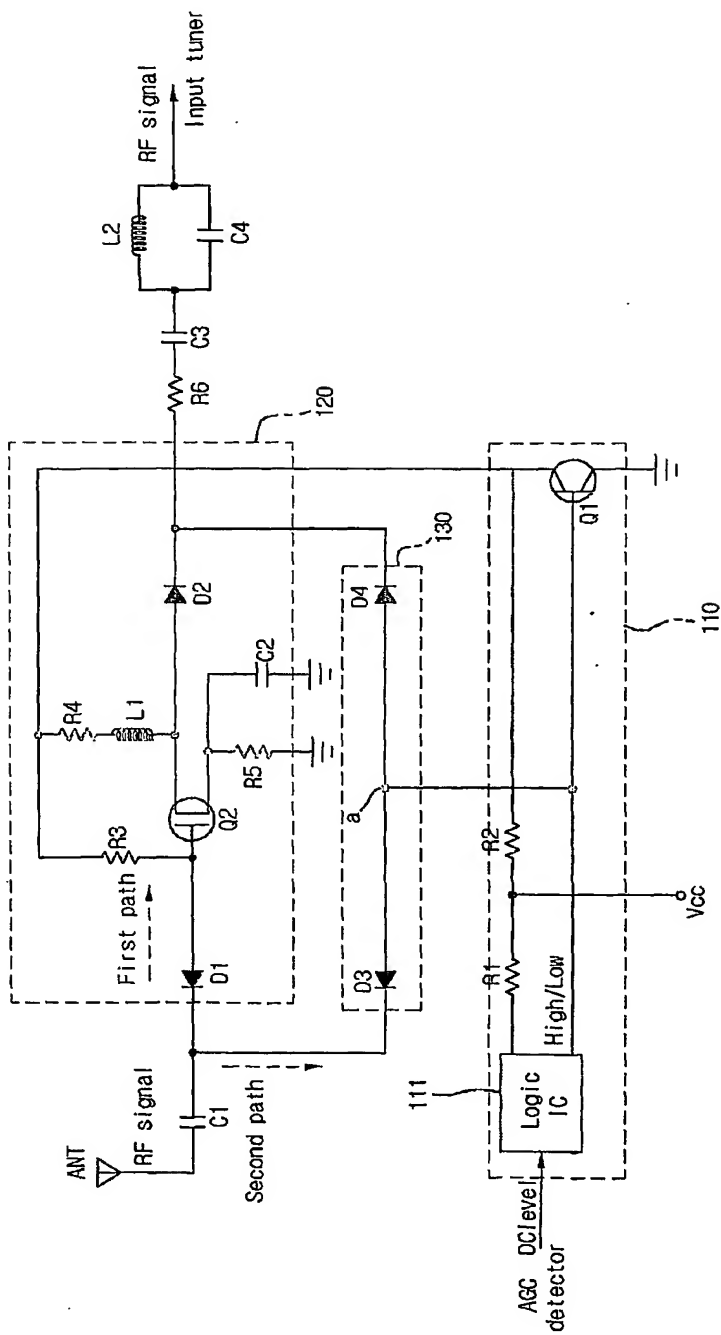 ANT
RF signal
C1
Second path
First path
D1
R3
R4
L1
Q2
R5
C2
D2
120
R6
C3
L2
C4
RF signal
Input tuner
D3
a
D4
130
AGC DClevel
detector
111
Logic
IC
High/Low
R1
R2
Vcc
Q1
110